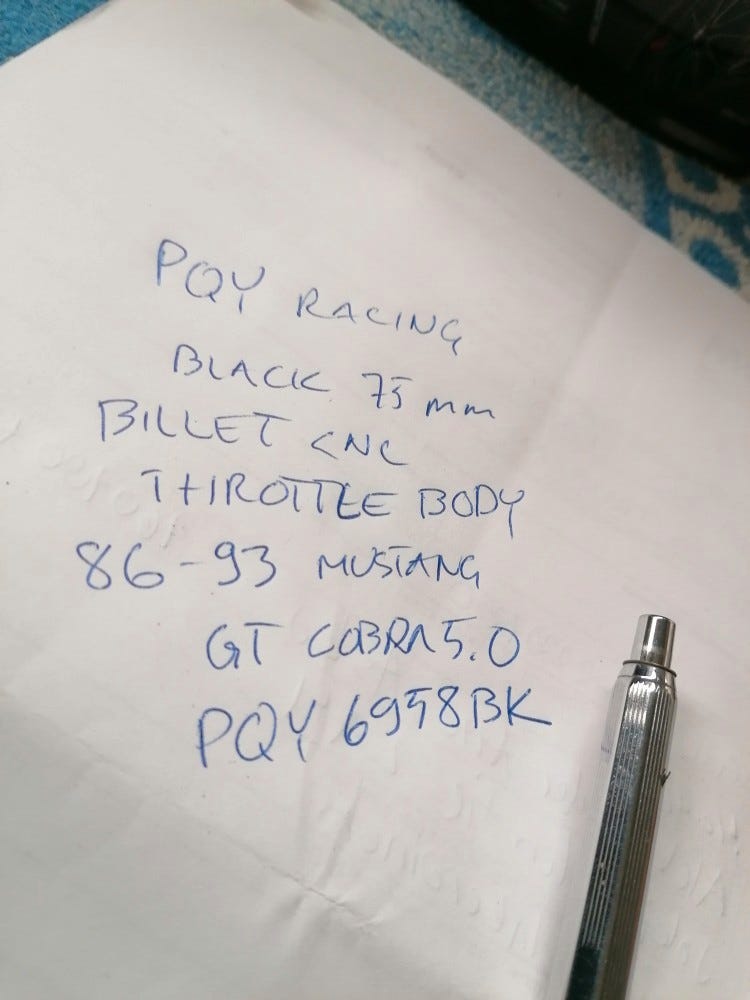 PQY RACING
BLACK 75 mm
BILLET CNC
THROTTLE BODY
86-93 MUSTANG
GT COBRA 5.0
PQY 6958BK